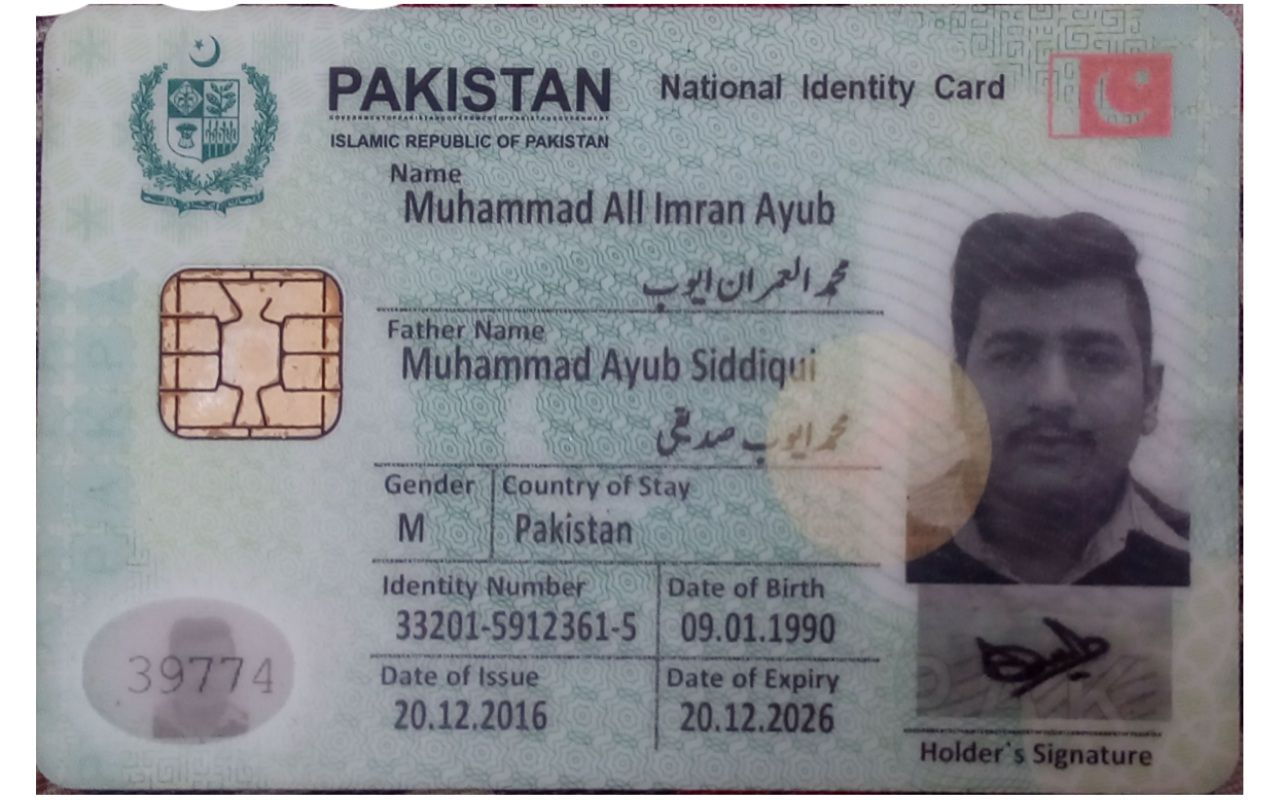 PAKISTAN National Identity Card
ISLAMIC REPUBLIC OF PAKISTAN
Name
Muhammad All Imran Ayub
محمد العمران ایوب
Father Name
Muhammad Ayub Siddiqui
محمد ایوب صدیقی
Gender Country of Stay
M Pakistan
Identity Number Date of Birth
33201-5912361-5 09.01.1990
Date of Issue Date of Expiry
20.12.2016 20.12.2026
39774
Holder`s Signature